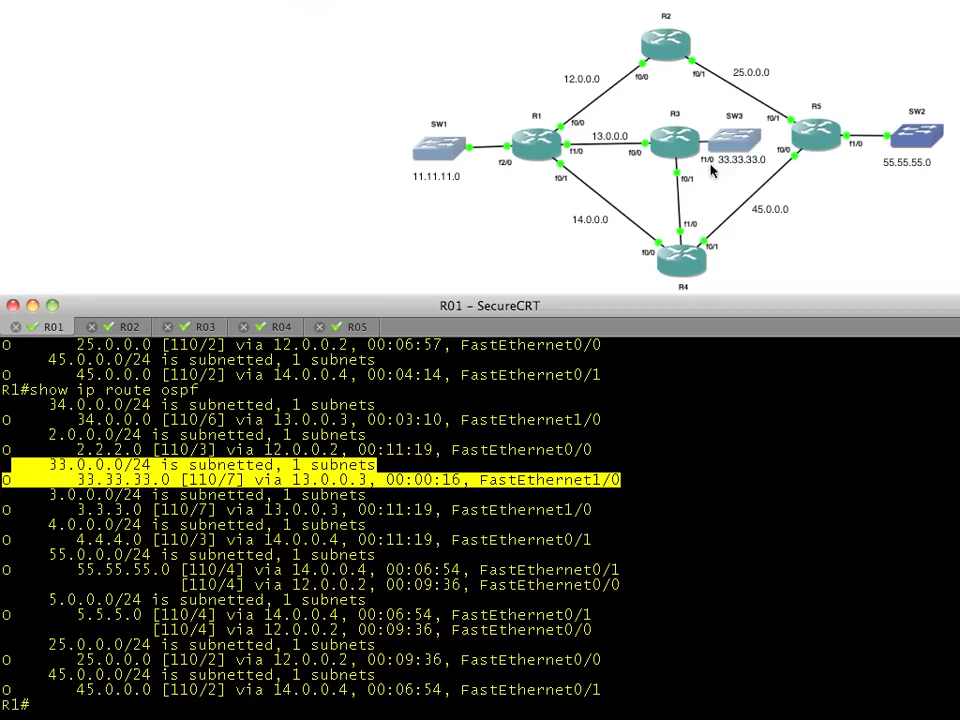 R2
f0/0
f0/1
12.0.0.0
25.0.0.0
SW1
R1
R3
SW3
R5
SW2
f0/0
f0/1
13.0.0.0
f1/0
f0/0
f1/0
33.33.33.0
f0/0
f1/0
f2/0
11.11.11.0
55.55.55.0
f0/1
f0/1
14.0.0.0
45.0.0.0
f1/0
f0/0
f0/1
R4
R01 – SecureCRT
R01 R02 R03 R04 R05
O 25.0.0.0 [110/2] via 12.0.0.2, 00:06:57, FastEthernet0/0
45.0.0.0/24 is subnetted, 1 subnets
O 45.0.0.0 [110/2] via 14.0.0.4, 00:04:14, FastEthernet0/1
R1#show ip route ospf
34.0.0.0/24 is subnetted, 1 subnets
O 34.0.0.0 [110/6] via 13.0.0.3, 00:03:10, FastEthernet1/0
2.0.0.0/24 is subnetted, 1 subnets
O 2.2.2.0 [110/3] via 12.0.0.2, 00:11:19, FastEthernet0/0
33.0.0.0/24 is subnetted, 1 subnets
O 33.33.33.0 [110/7] via 13.0.0.3, 00:00:16, FastEthernet1/0
3.0.0.0/24 is subnetted, 1 subnets
O 3.3.3.0 [110/7] via 13.0.0.3, 00:11:19, FastEthernet1/0
4.0.0.0/24 is subnetted, 1 subnets
O 4.4.4.0 [110/3] via 14.0.0.4, 00:11:19, FastEthernet0/1
55.0.0.0/24 is subnetted, 1 subnets
O 55.55.55.0 [110/4] via 14.0.0.4, 00:06:54, FastEthernet0/1
[110/4] via 12.0.0.2, 00:09:36, FastEthernet0/0
5.0.0.0/24 is subnetted, 1 subnets
O 5.5.5.0 [110/4] via 14.0.0.4, 00:06:54, FastEthernet0/1
[110/4] via 12.0.0.2, 00:09:36, FastEthernet0/0
25.0.0.0/24 is subnetted, 1 subnets
O 25.0.0.0 [110/2] via 12.0.0.2, 00:09:36, FastEthernet0/0
45.0.0.0/24 is subnetted, 1 subnets
O 45.0.0.0 [110/2] via 14.0.0.4, 00:06:54, FastEthernet0/1
R1#